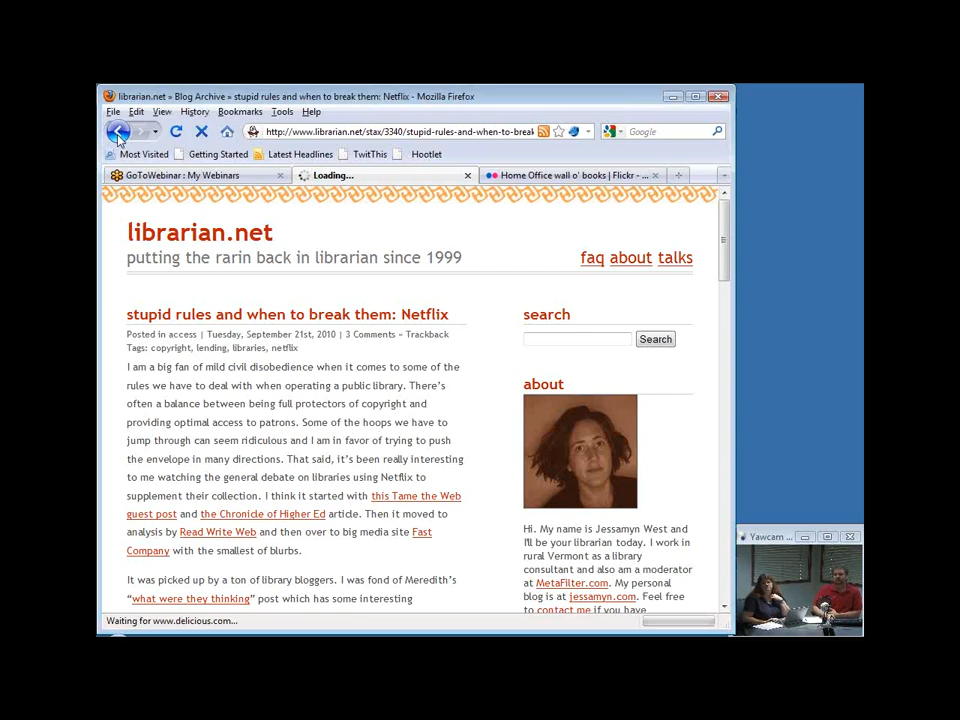 librarian.net » Blog Archive » stupid rules and when to break them: Netflix - Mozilla Firefox
File Edit View History Bookmarks Tools Help
http://www.librarian.net/stax/3340/stupid-rules-and-when-to-break Google
Most Visited Getting Started Latest Headlines TwitThis Hootlet
GoToWebinar : My Webinars Loading... Home Office wall o' books | Flickr - ...
librarian.net
putting the rarin back in librarian since 1999
faq about talks
stupid rules and when to break them: Netflix
Posted in access | Tuesday, September 21st, 2010 | 3 Comments » Trackback
Tags: copyright, lending, libraries, netflix
I am a big fan of mild civil disobedience when it comes to some of the
rules we have to deal with when operating a public library. There's
often a balance between being full protectors of copyright and
providing optimal access to patrons. Some of the hoops we have to
jump through can seem ridiculous and I am in favor of trying to push
the envelope in many directions. That said, it's been really interesting
to me watching the general debate on libraries using Netflix to
supplement their collection. I think it started with this Tame the Web
guest post and the Chronicle of Higher Ed article. Then it moved to
analysis by Read Write Web and then over to big media site Fast
Company with the smallest of blurbs.
It was picked up by a ton of library bloggers. I was fond of Meredith's
"what were they thinking" post which has some interesting
search
Search
about
Hi. My name is Jessamyn West and
I'll be your librarian today. I work in
rural Vermont as a library
consultant and also am a moderator
at MetaFilter.com. My personal
blog is at jessamyn.com. Feel free
to contact me if you have
Waiting for www.delicious.com...
Yawcam ...